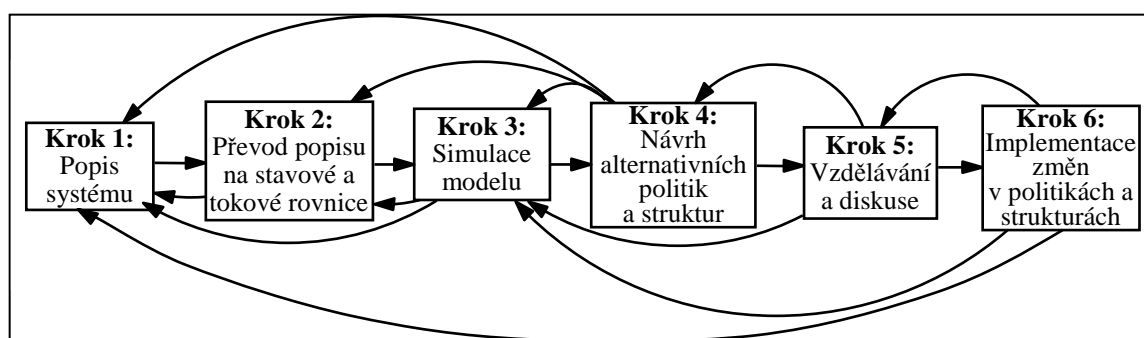 Krok 1:
Popis
systému
Krok 2:
Převod popisu
na stavové a
tokové rovnice
Krok 3:
Simulace
modelu
Krok 4:
Návrh
alternativních
politik
a struktur
Krok 5:
Vzdělávání
a diskuse
Krok 6:
Implementace
změn
v politikách a
strukturách